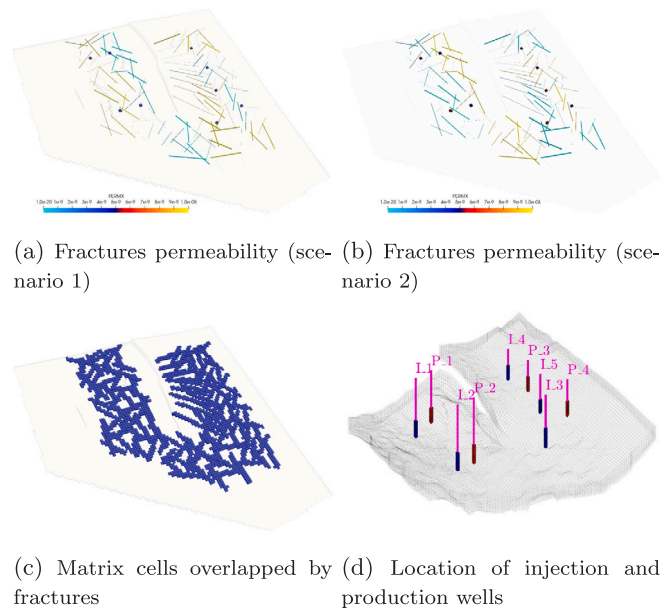 PERMX
1.0e-20 1e-9 2e-9 3e-9 4e-9 5e-9 6e-9 7e-9 8e-9 9e-9 1.0e-08
PERMX
1.0e-20 1e-9 2e-9 3e-9 4e-9 5e-9 6e-9 7e-9 8e-9 9e-9 1.0e-08
(a) Fractures permeability (sce-
nario 1)
(b) Fractures permeability (sce-
nario 2)
I_4
P_3
I_1
P_1
I_5
P_4
I_2
P_2
I_3
(c) Matrix cells overlapped by
fractures
(d) Location of injection and
production wells